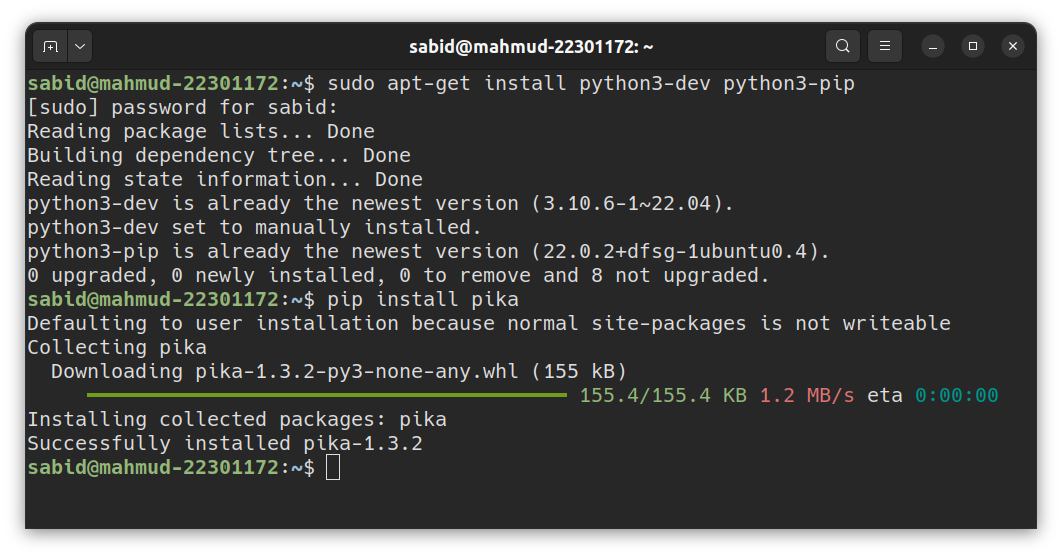 sabid@mahmud-22301172: ~
sabid@mahmud-22301172:~$ sudo apt-get install python3-dev python3-pip
[sudo] password for sabid:
Reading package lists... Done
Building dependency tree... Done
Reading state information... Done
python3-dev is already the newest version (3.10.6-1~22.04).
python3-dev set to manually installed.
python3-pip is already the newest version (22.0.2+dfsg-1ubuntu0.4).
0 upgraded, 0 newly installed, 0 to remove and 8 not upgraded.
sabid@mahmud-22301172:~$ pip install pika
Defaulting to user installation because normal site-packages is not writeable
Collecting pika
  Downloading pika-1.3.2-py3-none-any.whl (155 kB)
155.4/155.4 KB 1.2 MB/s eta 0:00:00
Installing collected packages: pika
Successfully installed pika-1.3.2
sabid@mahmud-22301172:~$